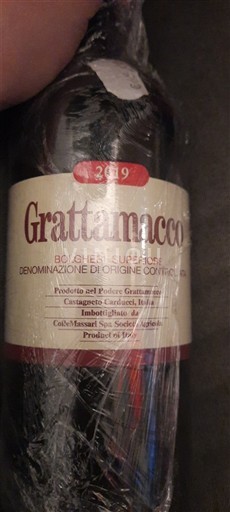 2019
Grattamacco
BOLGHERI SUPERIORE
DENOMINAZIONE DI ORIGINE CONTROLLATA
Prodotto nel Podere Grattamacco
Castagneto Carducci, Italia
Imbottigliato da
ColleMassari Spa Società Agricola